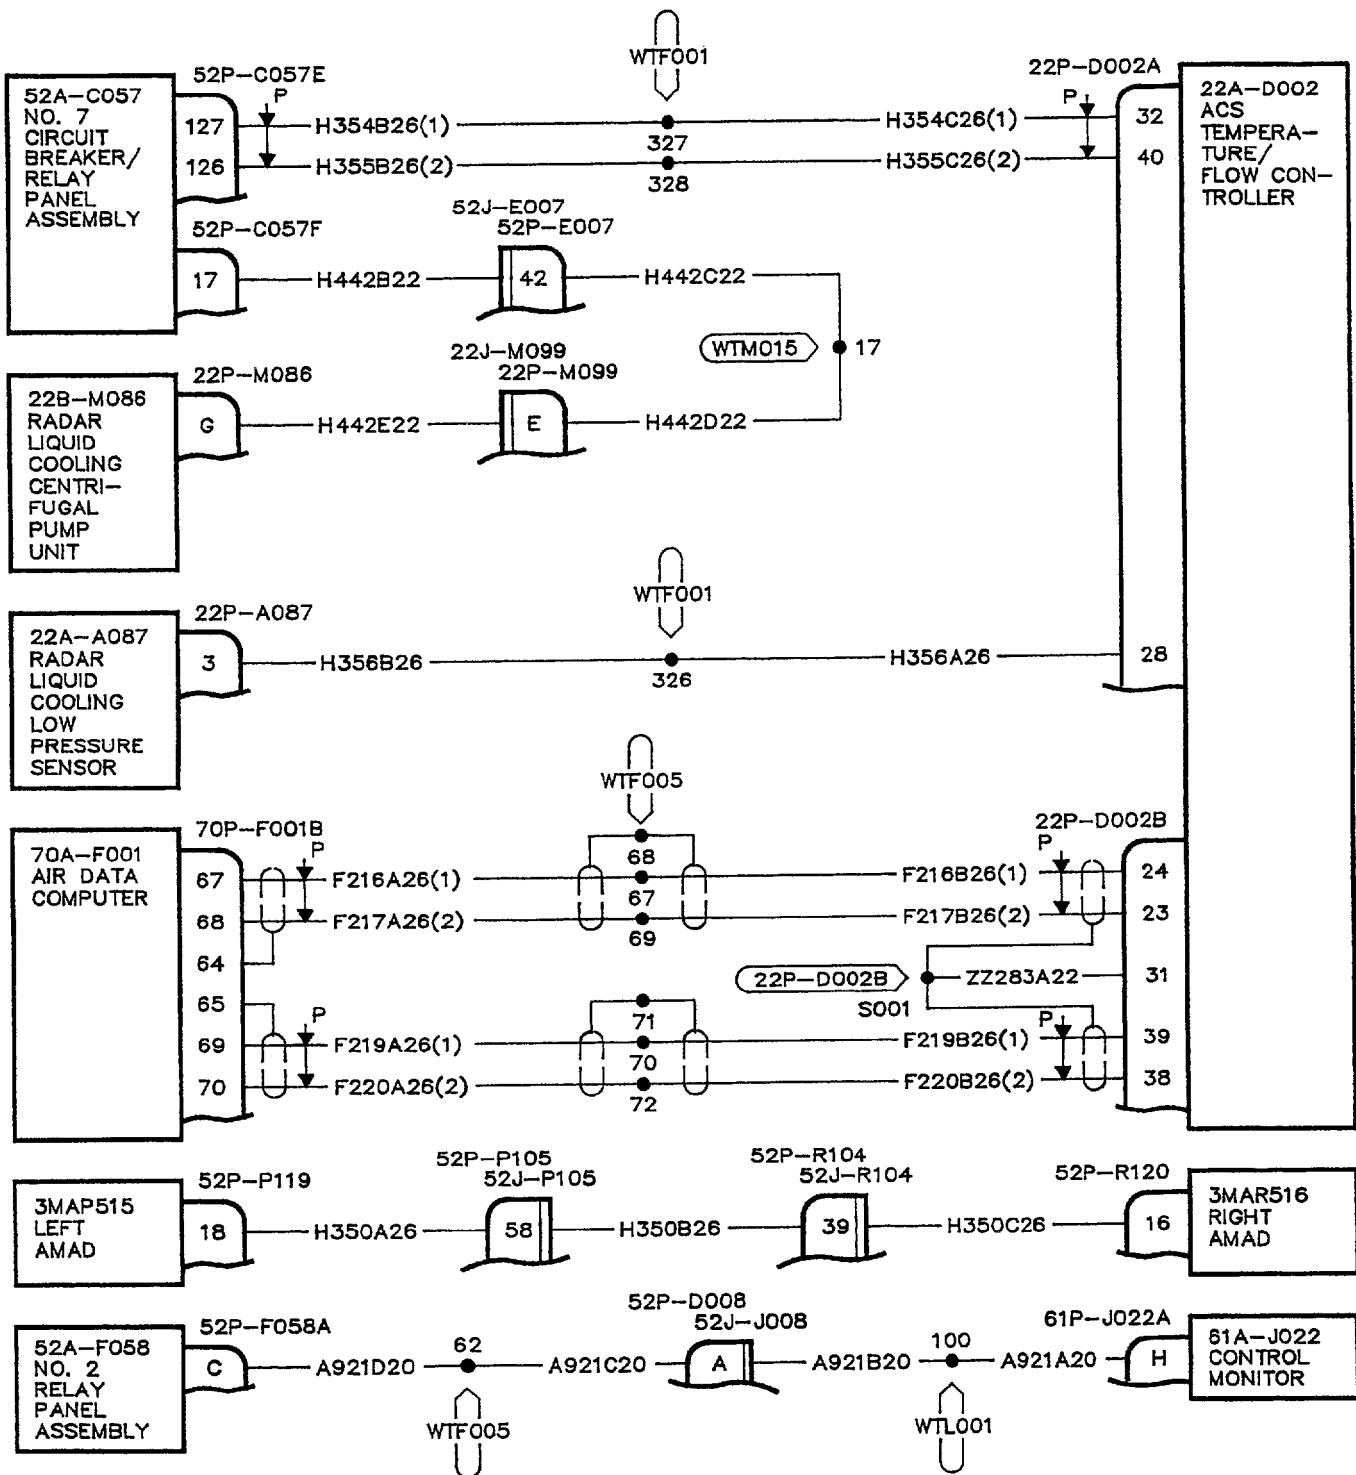 WTF001
52P-C057E
22P-D002A
52A-C057
NO. 7
CIRCUIT
BREAKER/
RELAY
PANEL
ASSEMBLY
127
P
H354B26(1)
327
H354C26(1)
P
32
126
H355B26(2)
328
H355C26(2)
40
22A-D002
ACS
TEMPERA-
TURE/
FLOW CON-
TROLLER
52P-C057F
52J-E007
52P-E007
17
H442B22
42
H442C22
WTM015
17
22P-M086
22J-M099
22P-M099
22B-M086
RADAR
LIQUID
COOLING
CENTRI-
FUGAL
PUMP
UNIT
G
H442E22
E
H442D22
WTF001
22P-A087
22A-A087
RADAR
LIQUID
COOLING
LOW
PRESSURE
SENSOR
3
H356B26
326
H356A26
28
WTF005
70P-F001B
22P-D002B
70A-F001
AIR DATA
COMPUTER
P
68
P
67
F216A26(1)
67
F216B26(1)
24
68
F217A26(2)
69
F217B26(2)
23
64
22P-D002B
ZZ283A22
31
S001
65
P
71
P
69
F219A26(1)
70
F219B26(1)
39
70
F220A26(2)
72
F220B26(2)
38
52P-P119
52P-P105
52J-P105
52P-R104
52J-R104
52P-R120
3MAP515
LEFT
AMAD
18
H350A26
58
H350B26
39
H350C26
16
3MAR516
RIGHT
AMAD
52P-F058A
52P-D008
52J-J008
61P-J022A
52A-F058
NO. 2
RELAY
PANEL
ASSEMBLY
C
A921D20
62
A921C20
A
A921B20
100
A921A20
H
61A-J022
CONTROL
MONITOR
WTF005
WTL001